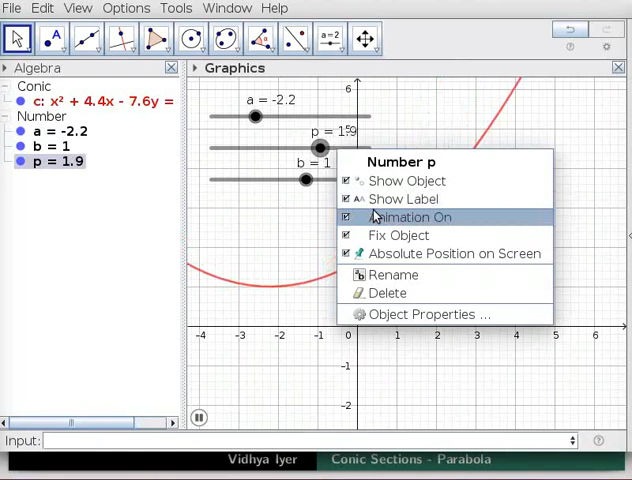 File Edit View Options Tools Window Help
A a=2
Algebra Graphics
Conic
c: x² + 4.4x - 7.6y =
Number
a = -2.2
b = 1
p = 1.9
a = -2.2
p = 1.9
b = 1
Number p
Show Object
AA Show Label
Animation On
Fix Object
Absolute Position on Screen
Rename
Delete
Object Properties ...
6
-4 -3 -2 -1 0 1 2 3 4 5 6
-1
-2
Input:
Vidhya Iyer Conic Sections - Parabola